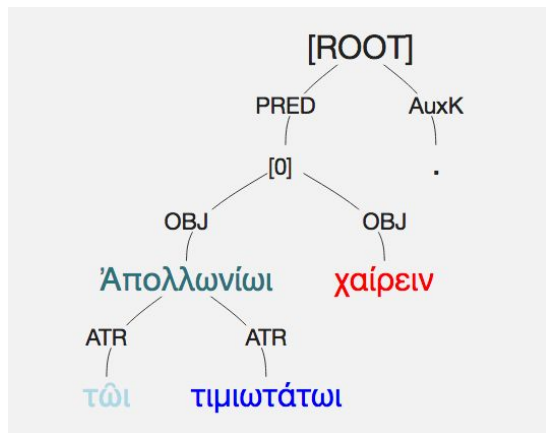 [ROOT]
PRED AuxK
[0] .
OBJ OBJ
Ἀπολλωνίωι χαίρειν
ATR ATR
τῶι τιμιωτάτωι